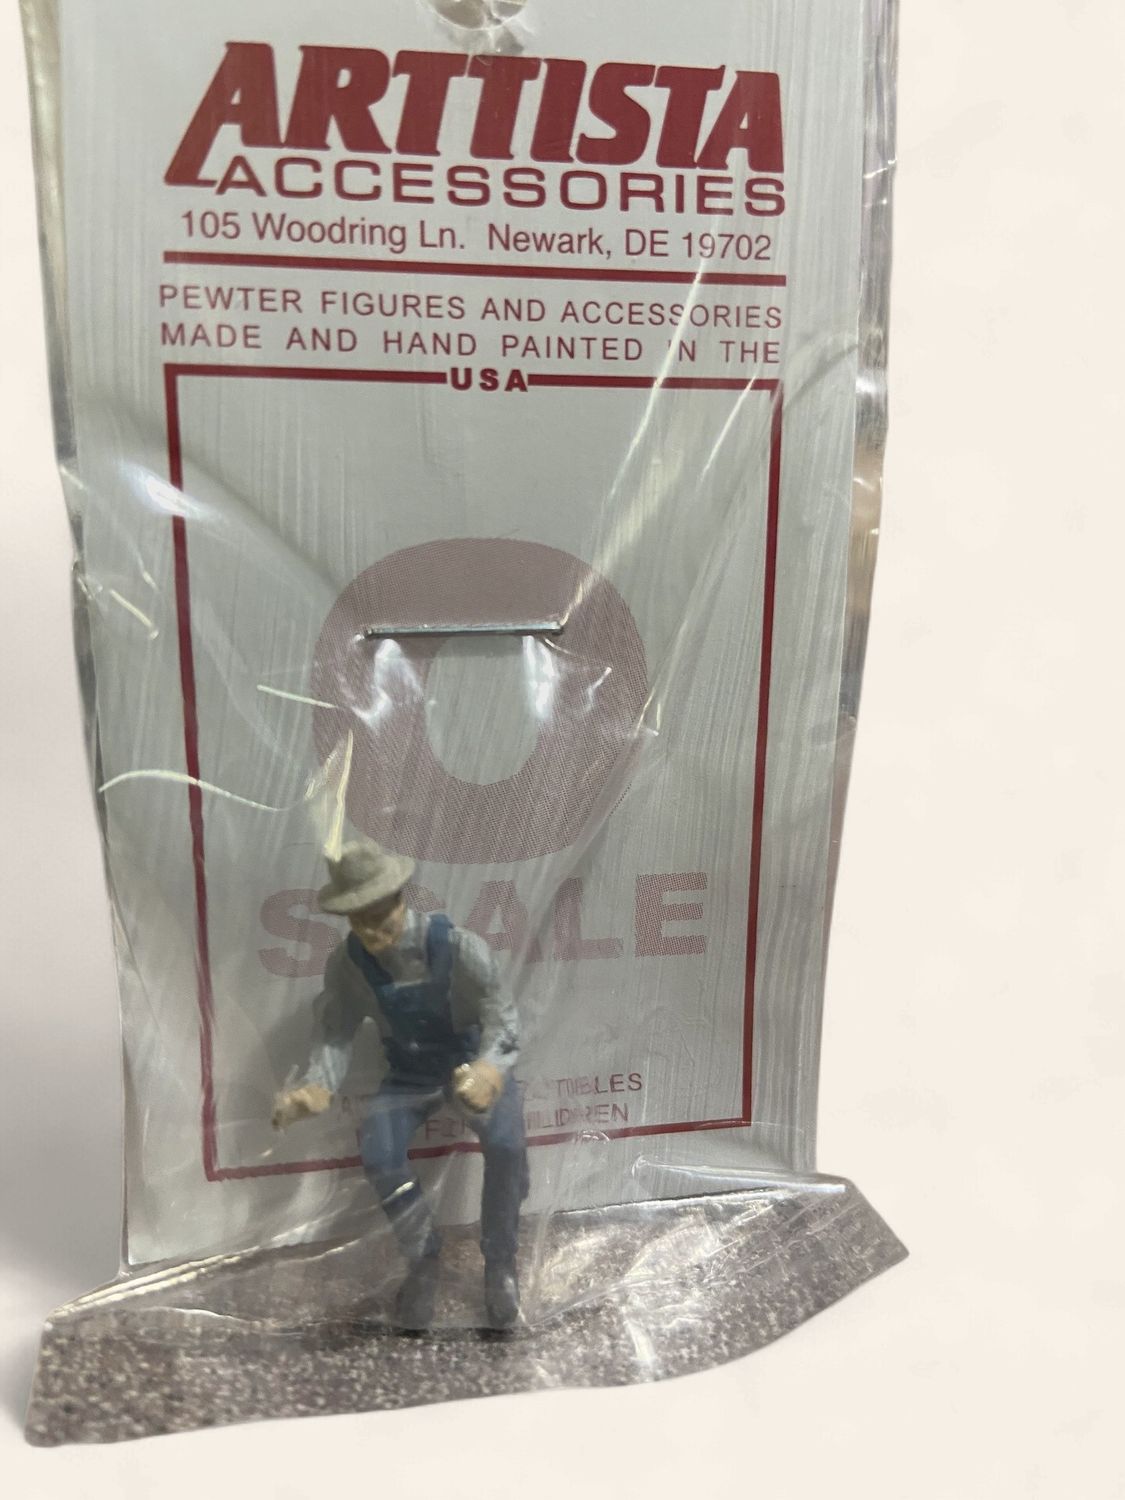 ARTTISTA
ACCESSORIES
105 Woodring Ln. Newark, DE 19702
PEWTER FIGURES AND ACCESSORIES
MADE AND HAND PAINTED IN THE
USA
O
SCALE